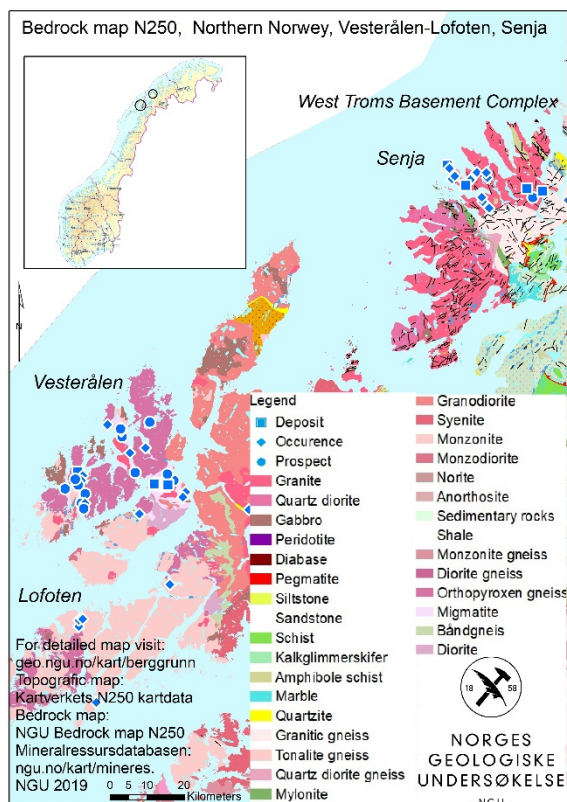 Bedrock map N250, Northern Norwey, Vesterålen-Lofoten, Senja
West Troms Basement Complex
Senja
N
Vesterålen
Lofoten
For detailed map visit:
geo.ngu.no/kart/berggrunn
Topografic map:
Kartverkets N250 kartdata
Bedrock map:
NGU Bedrock map N250
Mineralressursdatabasen:
ngu.no/kart/mineres.
NGU 2019
0 5 10 20
Kilometers
Legend
Deposit
Occurence
Prospect
Granite
Quartz diorite
Gabbro
Peridotite
Diabase
Pegmatite
Siltstone
Sandstone
Schist
Kalkglimmerskifer
Amphibole schist
Marble
Quartzite
Granitic gneiss
Tonalite gneiss
Quartz diorite gneiss
Mylonite
Granodiorite
Syenite
Monzonite
Monzodiorite
Norite
Anorthosite
Sedimentary rocks
Shale
Monzonite gneiss
Diorite gneiss
Orthopyroxen gneiss
Migmatite
Båndgneis
Diorite
18 58
NORGES
GEOLOGISKE
UNDERSØKELSE
NGU